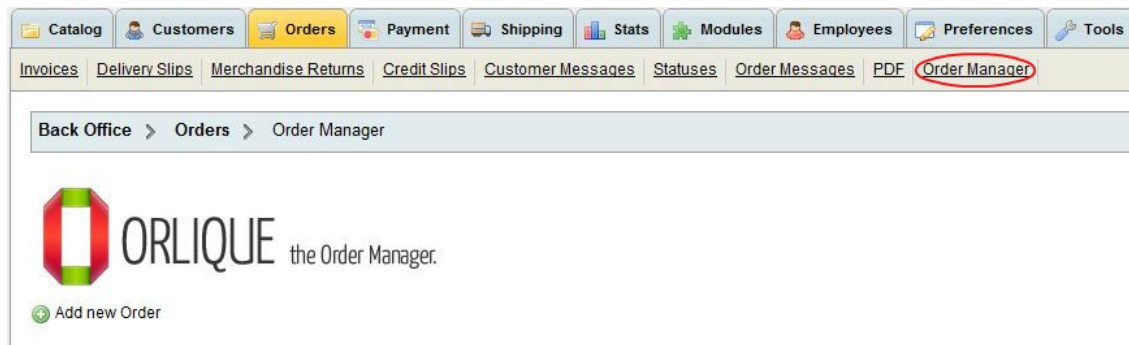 Catalog Customers Orders Payment Shipping Stats Modules Employees Preferences Tools
Invoices Delivery Slips Merchandise Returns Credit Slips Customer Messages Statuses Order Messages PDF Order Manager
Back Office > Orders > Order Manager
ORLIQUE the Order Manager.
Add new Order